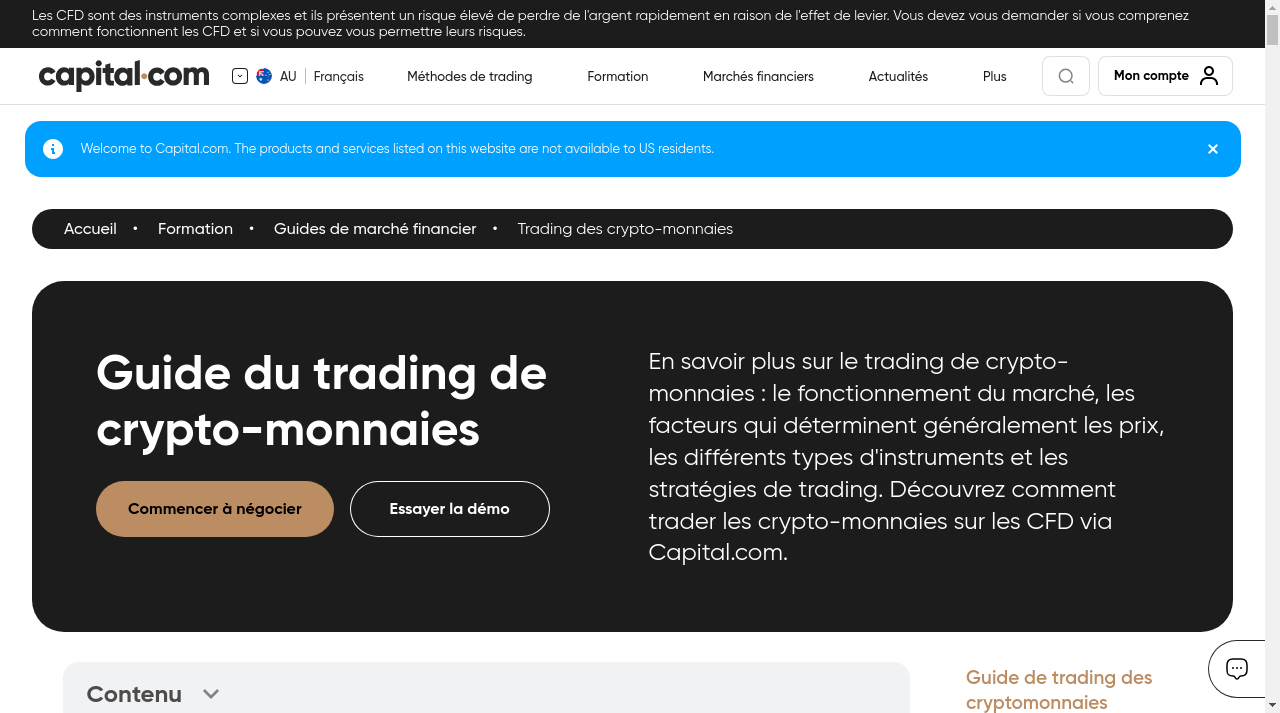 Les CFD sont des instruments complexes et ils présentent un risque élevé de perdre de l'argent rapidement en raison de l'effet de levier. Vous devez vous demander si vous comprenez
comment fonctionnent les CFD et si vous pouvez vous permettre leurs risques.
capital.com AU Français Méthodes de trading Formation Marchés financiers Actualités Plus Mon compte
Welcome to Capital.com. The products and services listed on this website are not available to US residents.
Accueil • Formation • Guides de marché financier • Trading des crypto-monnaies
Guide du trading de
crypto-monnaies
Commencer à négocier Essayer la démo
En savoir plus sur le trading de crypto-
monnaies : le fonctionnement du marché, les
facteurs qui déterminent généralement les prix,
les différents types d'instruments et les
stratégies de trading. Découvrez comment
trader les crypto-monnaies sur les CFD via
Capital.com.
Contenu
Guide de trading des
cryptomonnaies